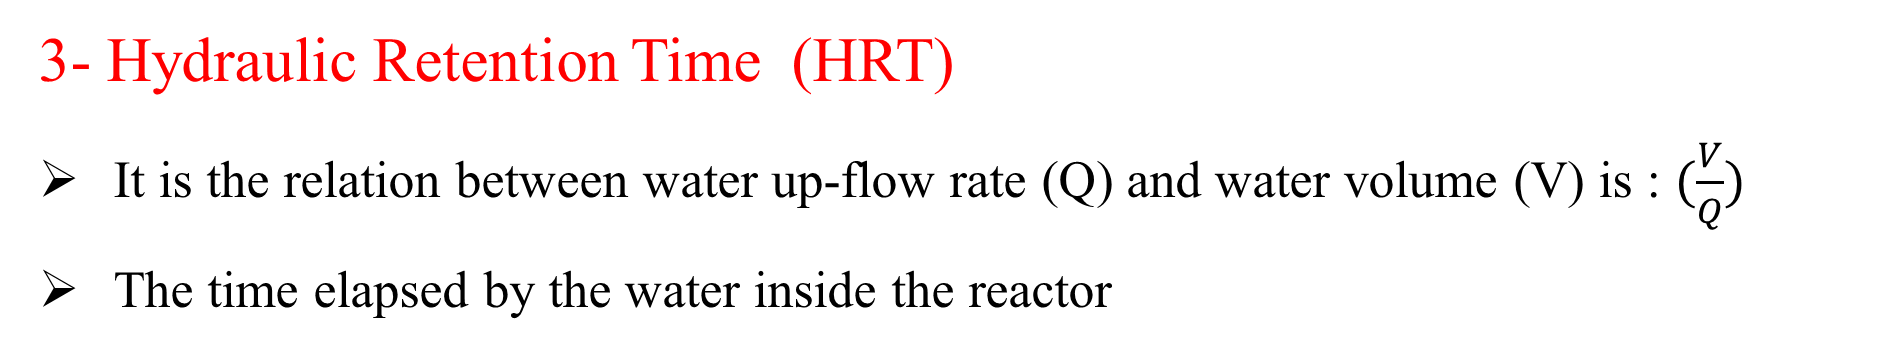 3- Hydraulic Retention Time (HRT)
➢ It is the relation between water up-flow rate (Q) and water volume (V) is : (V/Q)
➢ The time elapsed by the water inside the reactor